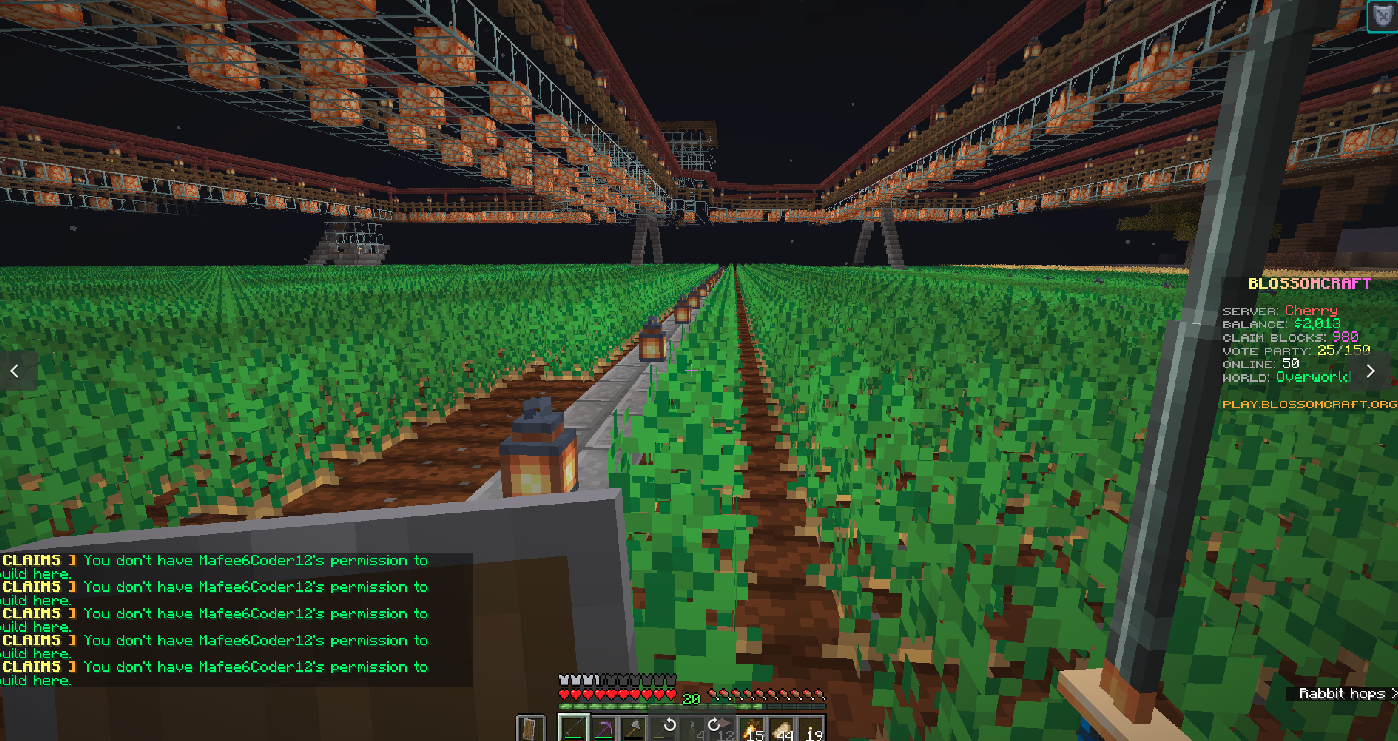 BLOSSOMCRAFT
SERVER: Cherry
BALANCE: $2,013
CLAIM BLOCKS: 980
VOTE PARTY: 25/150
ONLINE: 50
WORLD: Overworld
PLAY.BLOSSOMCRAFT.ORG
CLAIMS ] You don't have Mafee6Coder12's permission to
uild here.
CLAIMS ] You don't have Mafee6Coder12's permission to
uild here.
CLAIMS ] You don't have Mafee6Coder12's permission to
uild here.
CLAIMS ] You don't have Mafee6Coder12's permission to
uild here.
CLAIMS ] You don't have Mafee6Coder12's permission to
uild here.
20
Rabbit hops >
4 12 15 44 19